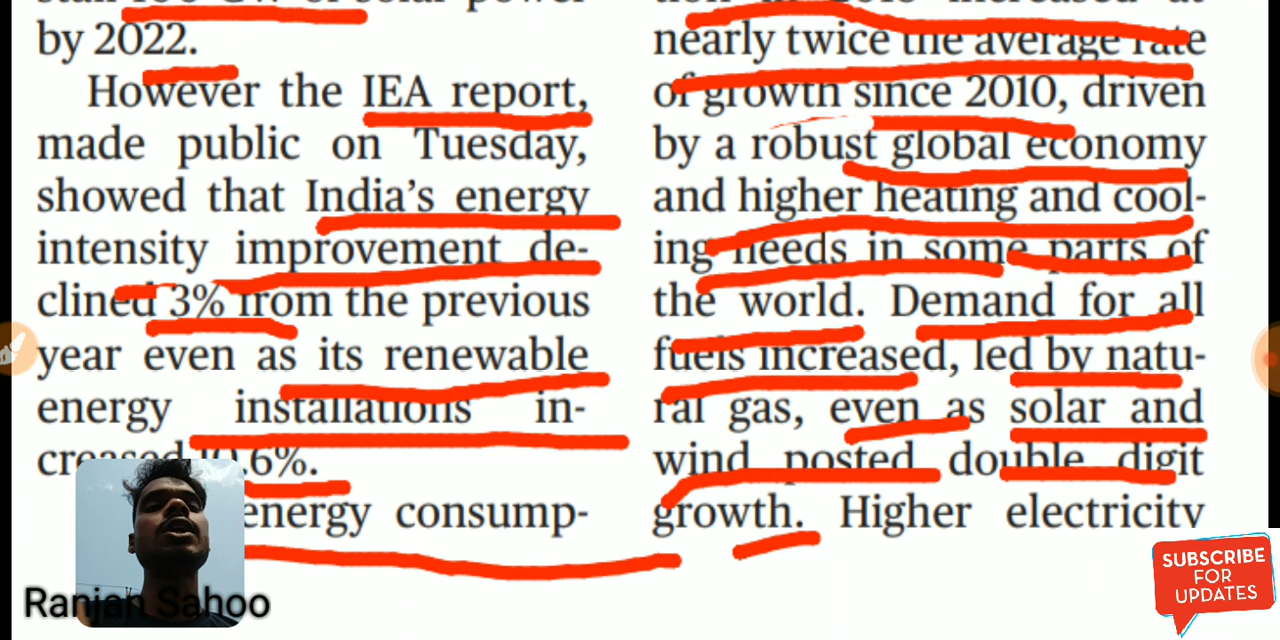 by 2022.
However the IEA report,
made public on Tuesday,
showed that India's energy
intensity improvement de-
clined 3% from the previous
year even as its renewable
energy installations in-
creased 10.6%.
energy consump-
nearly twice the average rate
of growth since 2010, driven
by a robust global economy
and higher heating and cool-
ing needs in some parts of
the world. Demand for all
fuels increased, led by natu-
ral gas, even as solar and
wind posted double digit
growth. Higher electricity
Ranjan Sahoo
SUBSCRIBE
FOR
UPDATES